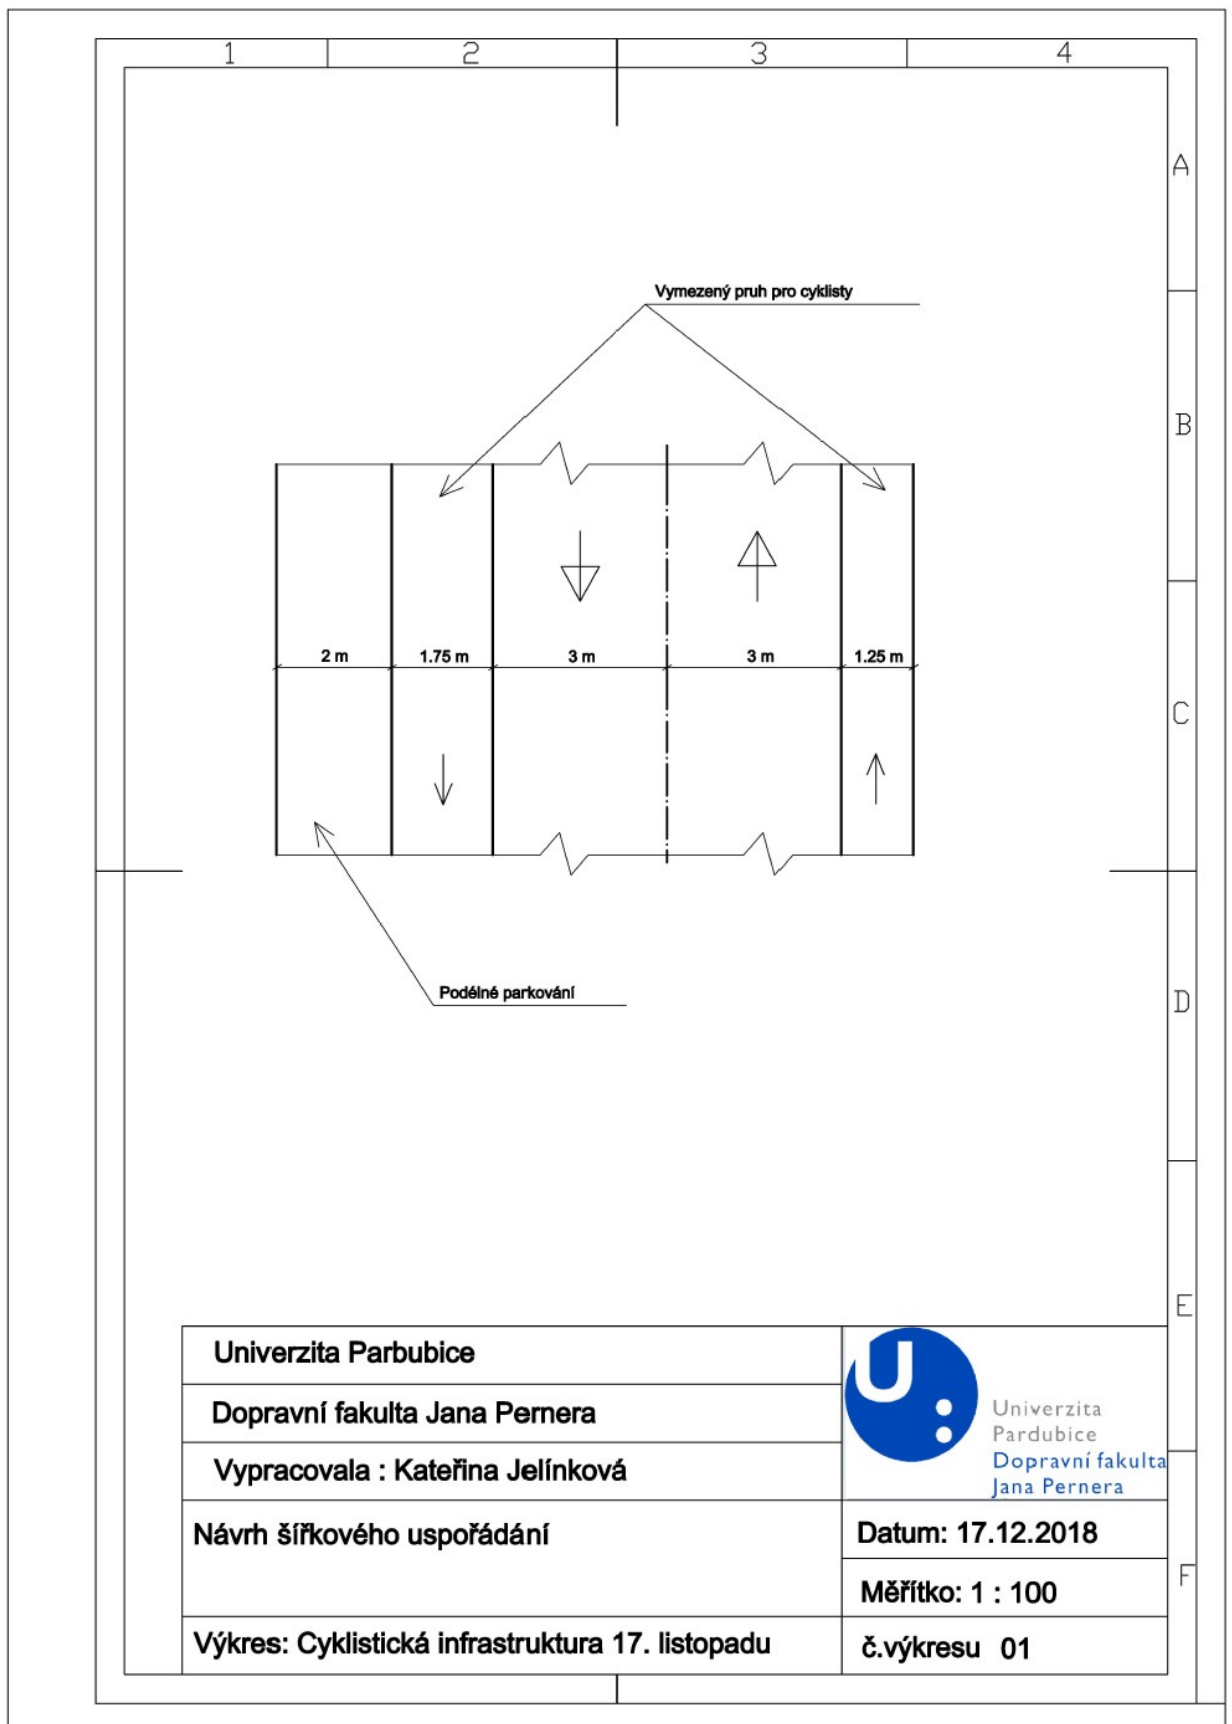 1 2 3 4
A
Vymezený pruh pro cyklisty
B
2 m 1.75 m 3 m 3 m 1.25 m
C
Podélné parkování
D
E
Univerzita Parbubice
Dopravní fakulta Jana Pernera
Vypracovala : Kateřina Jelínková
U
Univerzita
Pardubice
Dopravní fakulta
Jana Pernera
Návrh šířkového uspořádání
Datum: 17.12.2018
Měřítko: 1 : 100
F
Výkres: Cyklistická infrastruktura 17. listopadu
č.výkresu 01